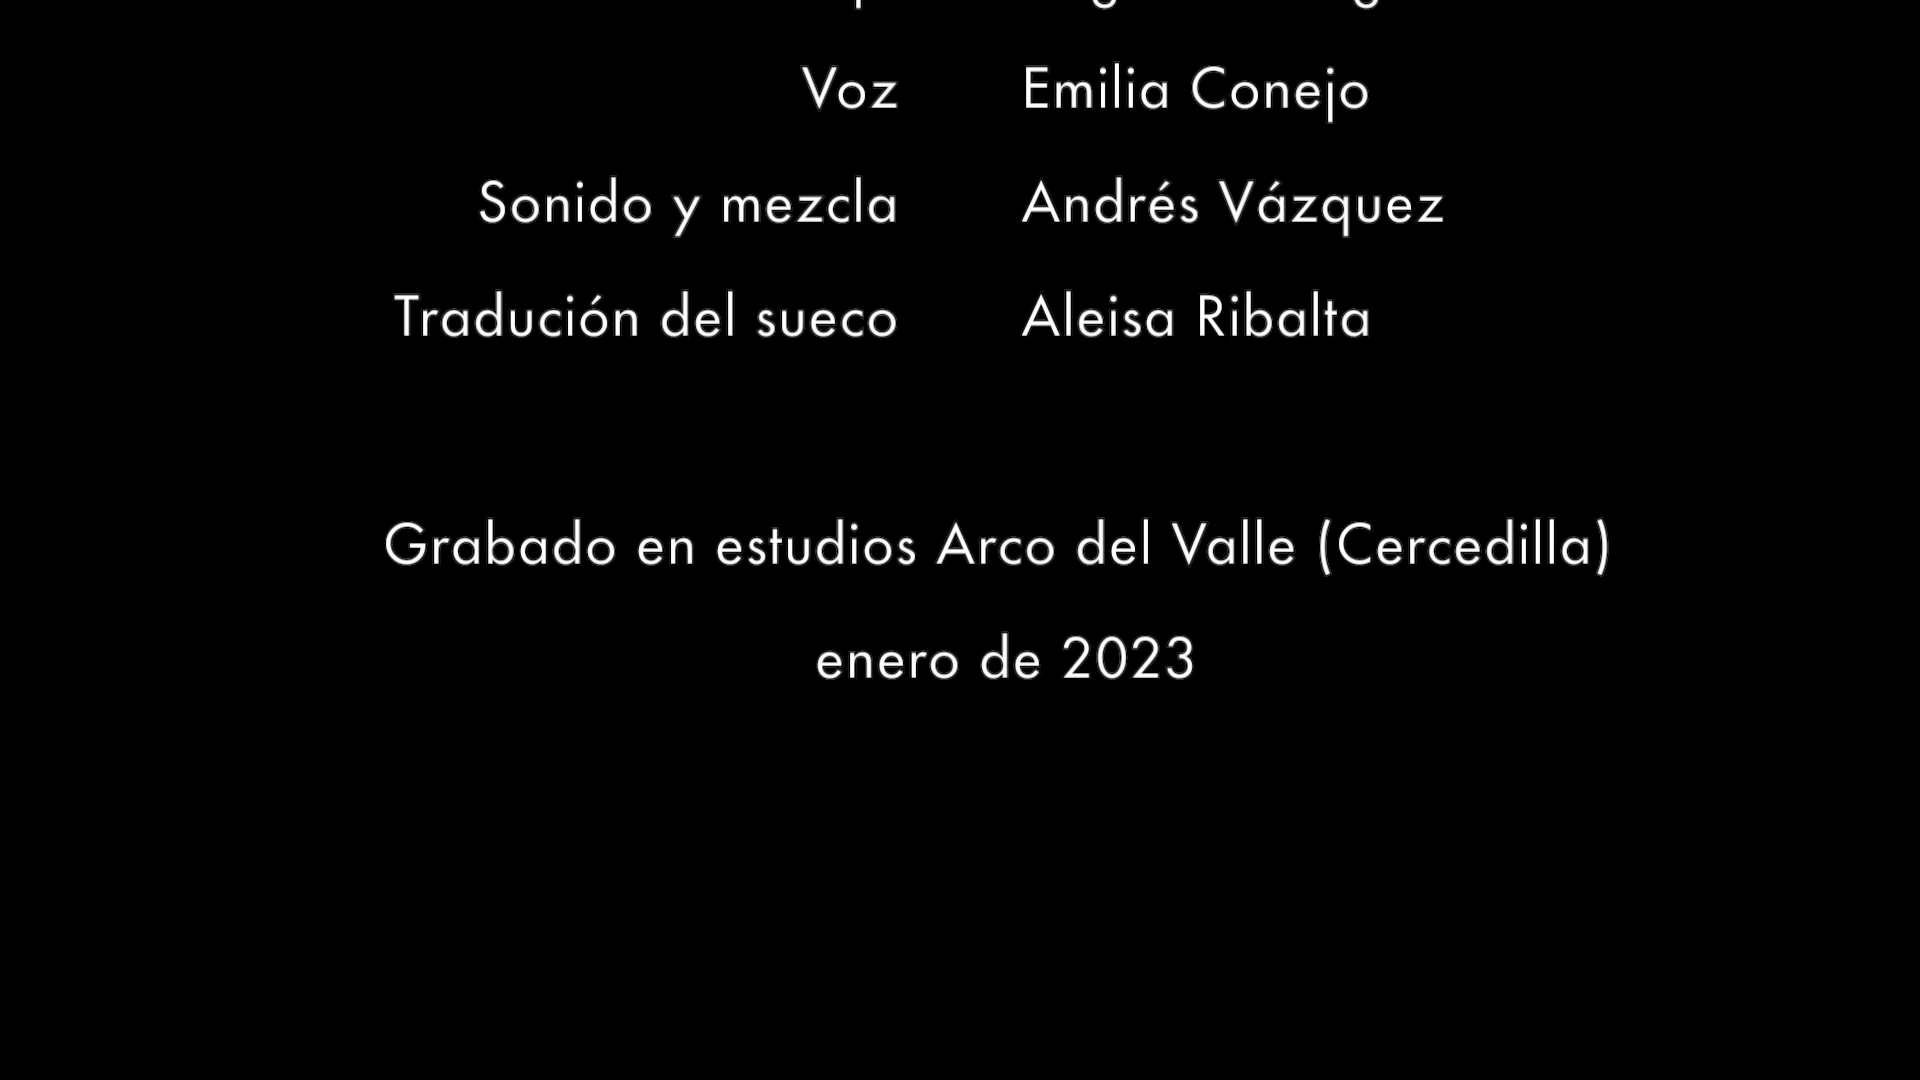 Voz Emilia Conejo
Sonido y mezcla Andrés Vázquez
Tradución del sueco Aleisa Ribalta
Grabado en estudios Arco del Valle (Cercedilla)
enero de 2023